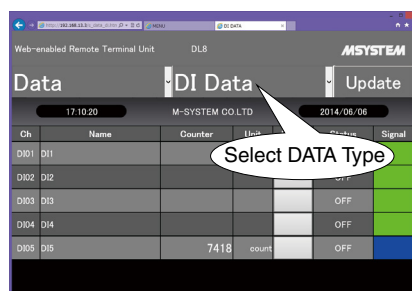 MENU
DI DATA
Web-enabled Remote Terminal Unit DL8 MSYSTEM
Data DI Data Update
17:10:20 M-SYSTEM CO.LTD 2014/06/06
Ch Name Counter Unit Status Signal
Select DATA Type
DI01 DI1
DI02 DI2 OFF
DI03 DI3 OFF
DI04 DI4 OFF
DI05 DI5 7418 count OFF